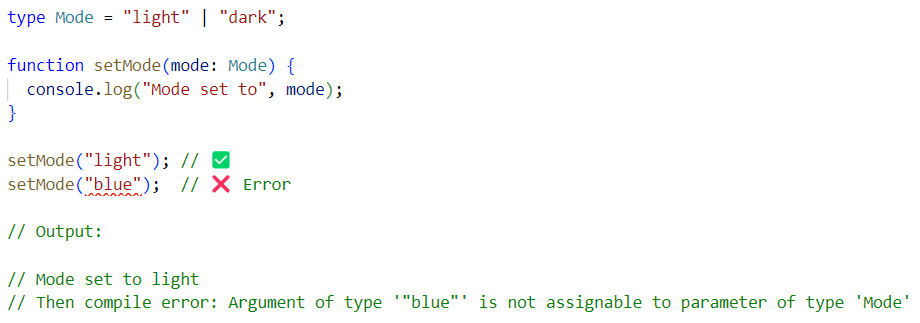 type Mode = "light" | "dark";
function setMode(mode: Mode) {
  console.log("Mode set to", mode);
}
setMode("light"); // ✅
setMode("blue");  // ❌ Error
// Output:
// Mode set to light
// Then compile error: Argument of type '"blue"' is not assignable to parameter of type 'Mode'